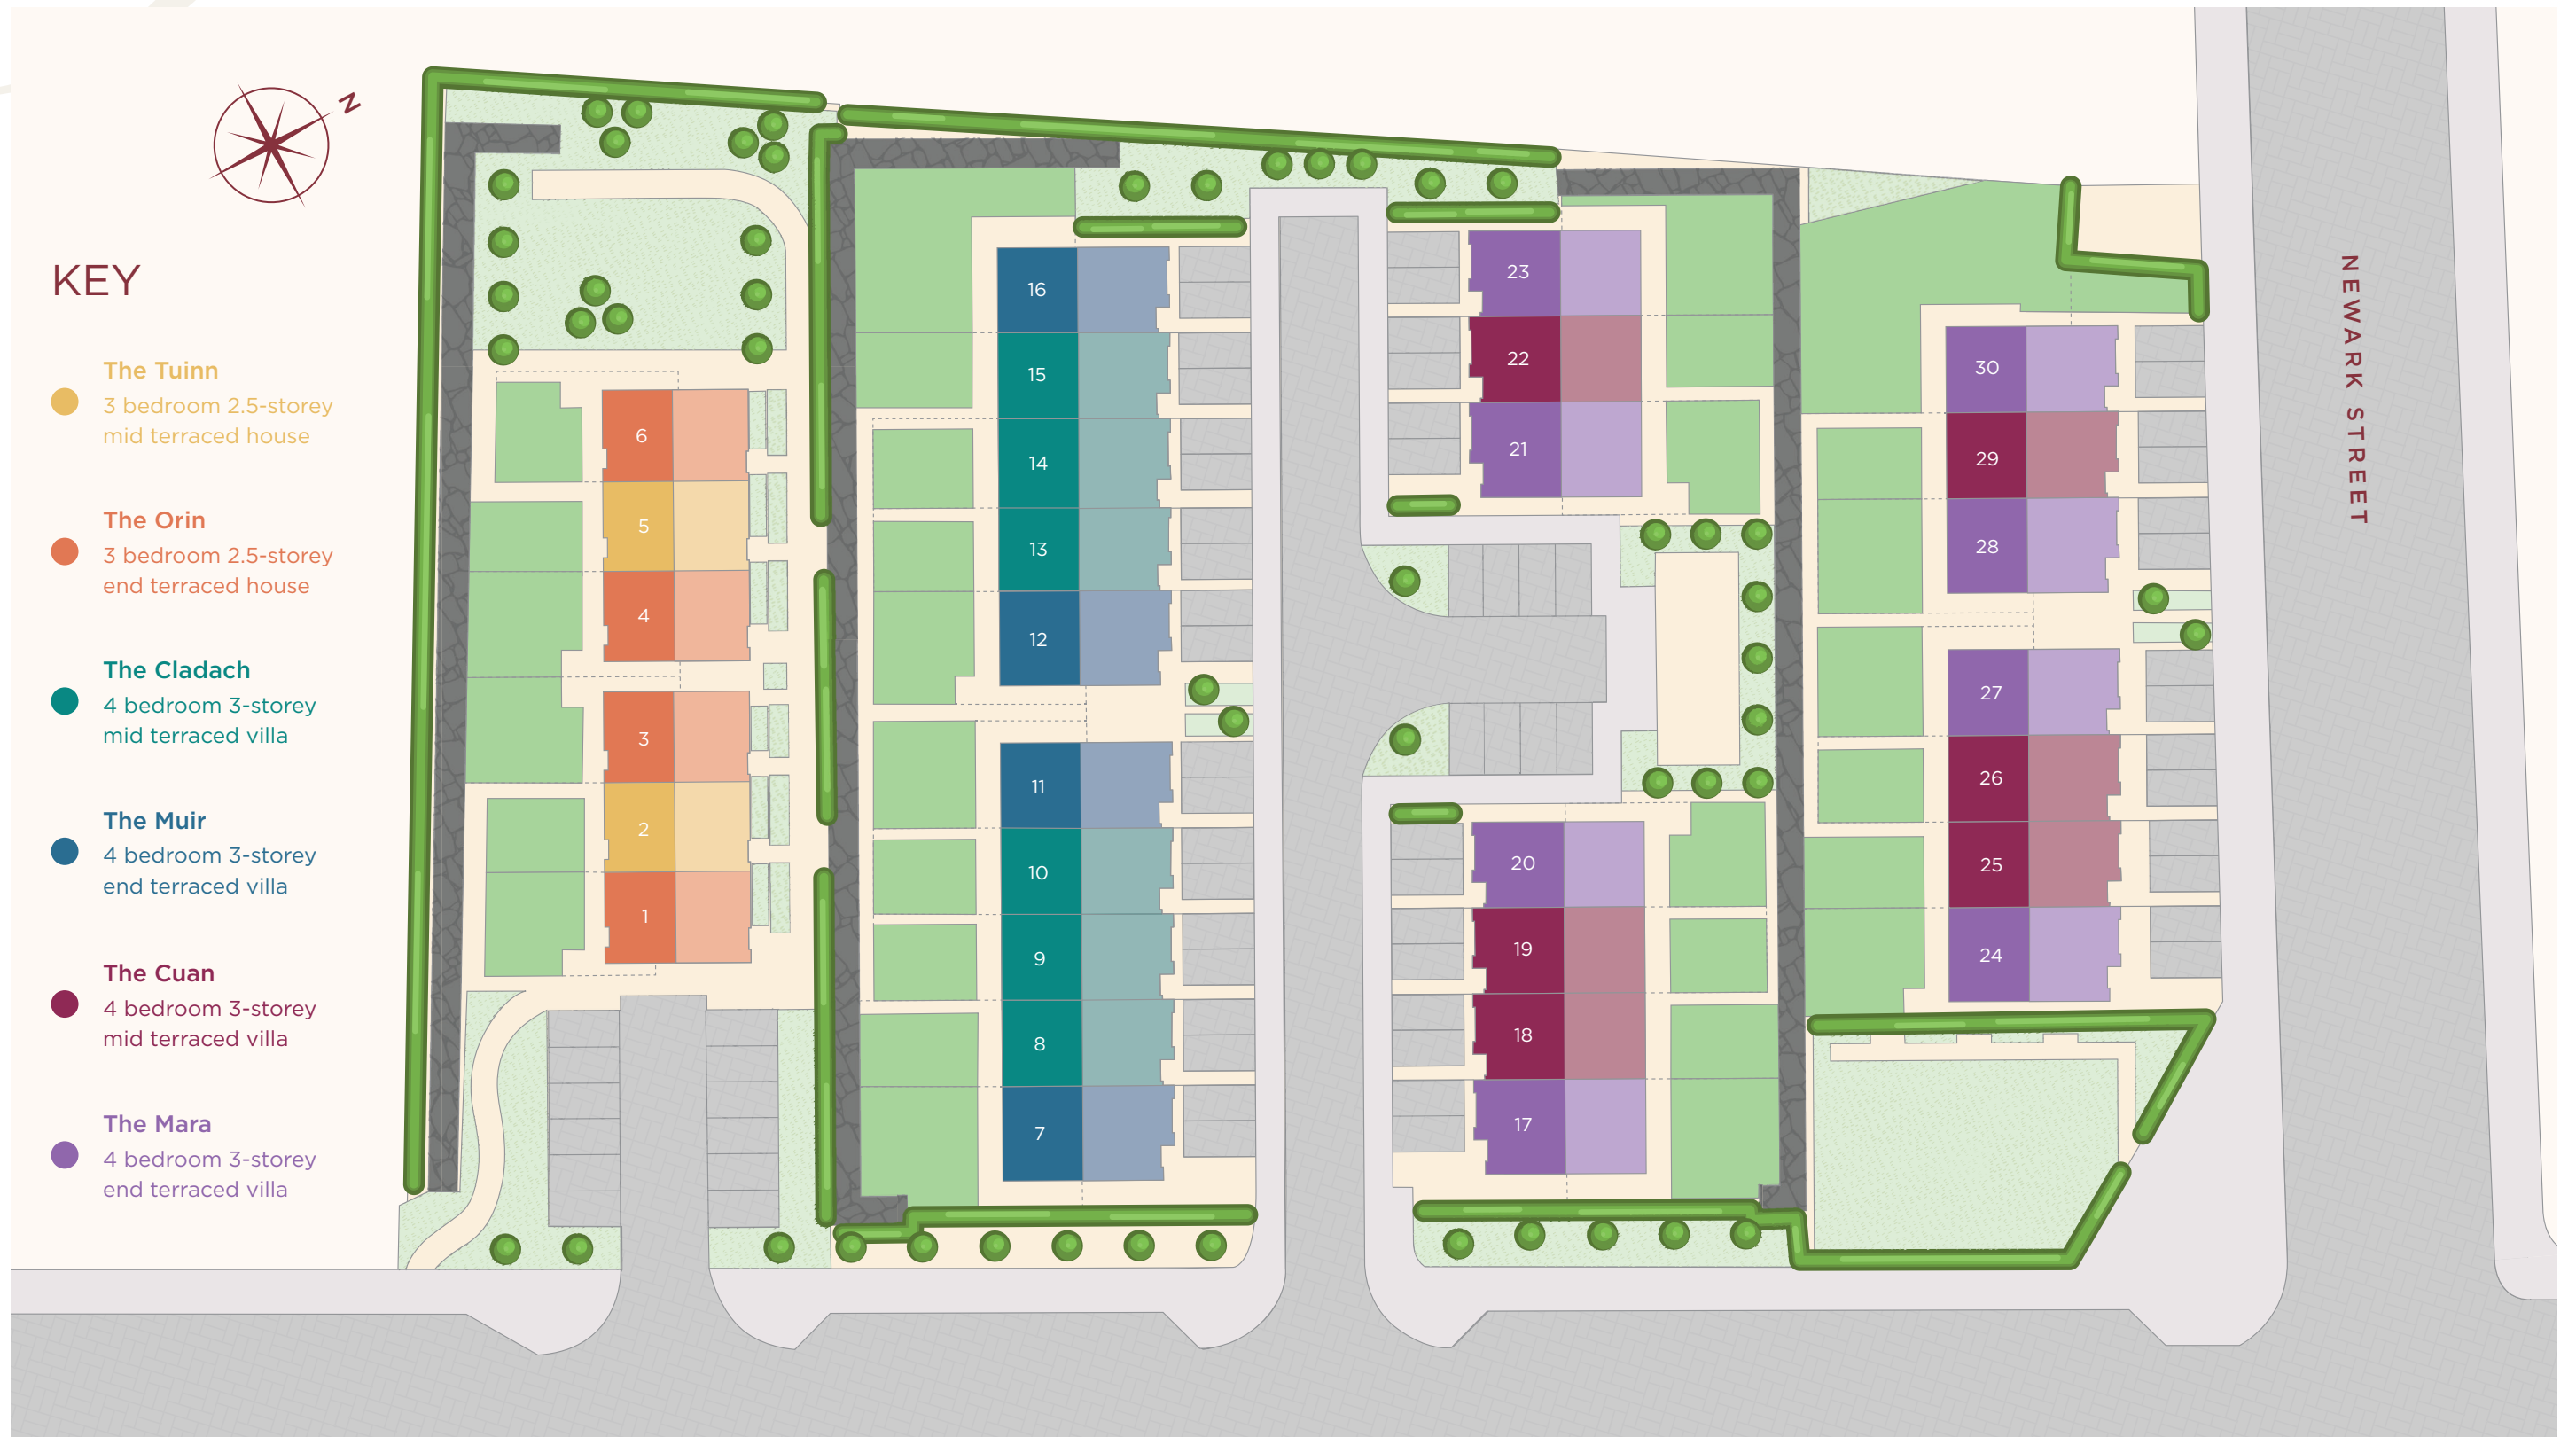 N
KEY
The Tuinn
3 bedroom 2.5-storey
mid terraced house
The Orin
3 bedroom 2.5-storey
end terraced house
The Cladach
4 bedroom 3-storey
mid terraced villa
The Muir
4 bedroom 3-storey
end terraced villa
The Cuan
4 bedroom 3-storey
mid terraced villa
The Mara
4 bedroom 3-storey
end terraced villa
6
5
4
3
2
1
16
15
14
13
12
11
10
9
8
7
23
22
21
20
19
18
17
30
29
28
27
26
25
24
NEWARK STREET